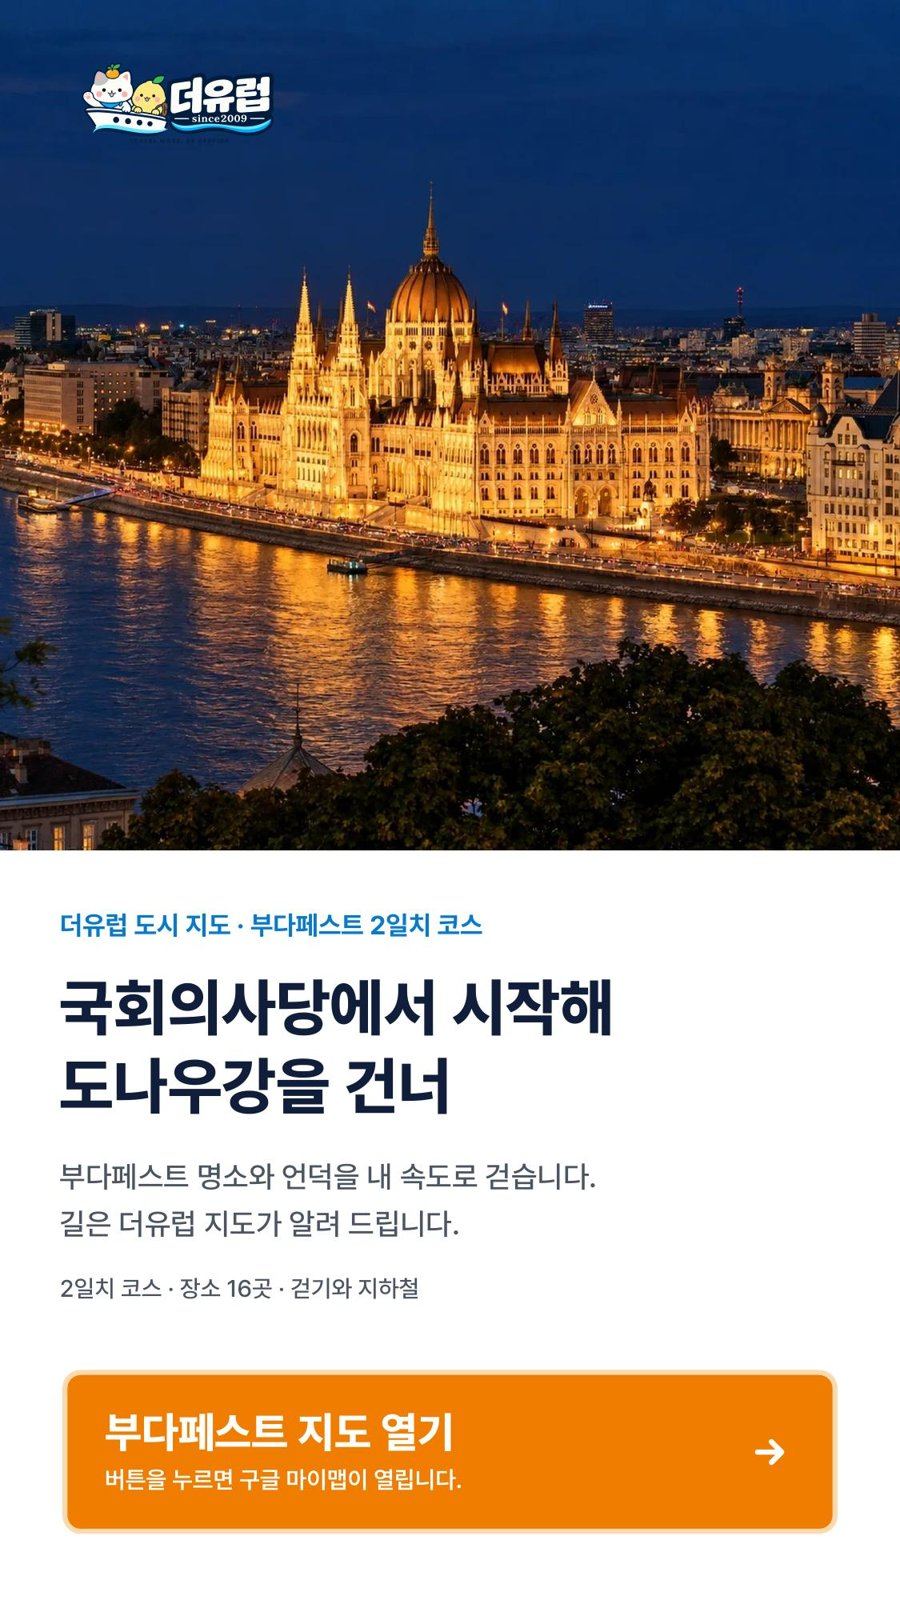 더유럽
since2009
더유럽 도시 지도 · 부다페스트 2일치 코스
국회의사당에서 시작해
도나우강을 건너
부다페스트 명소와 언덕을 내 속도로 걷습니다.
길은 더유럽 지도가 알려 드립니다.
2일치 코스 · 장소 16곳 · 걷기와 지하철
부다페스트 지도 열기
버튼을 누르면 구글 마이맵이 열립니다.